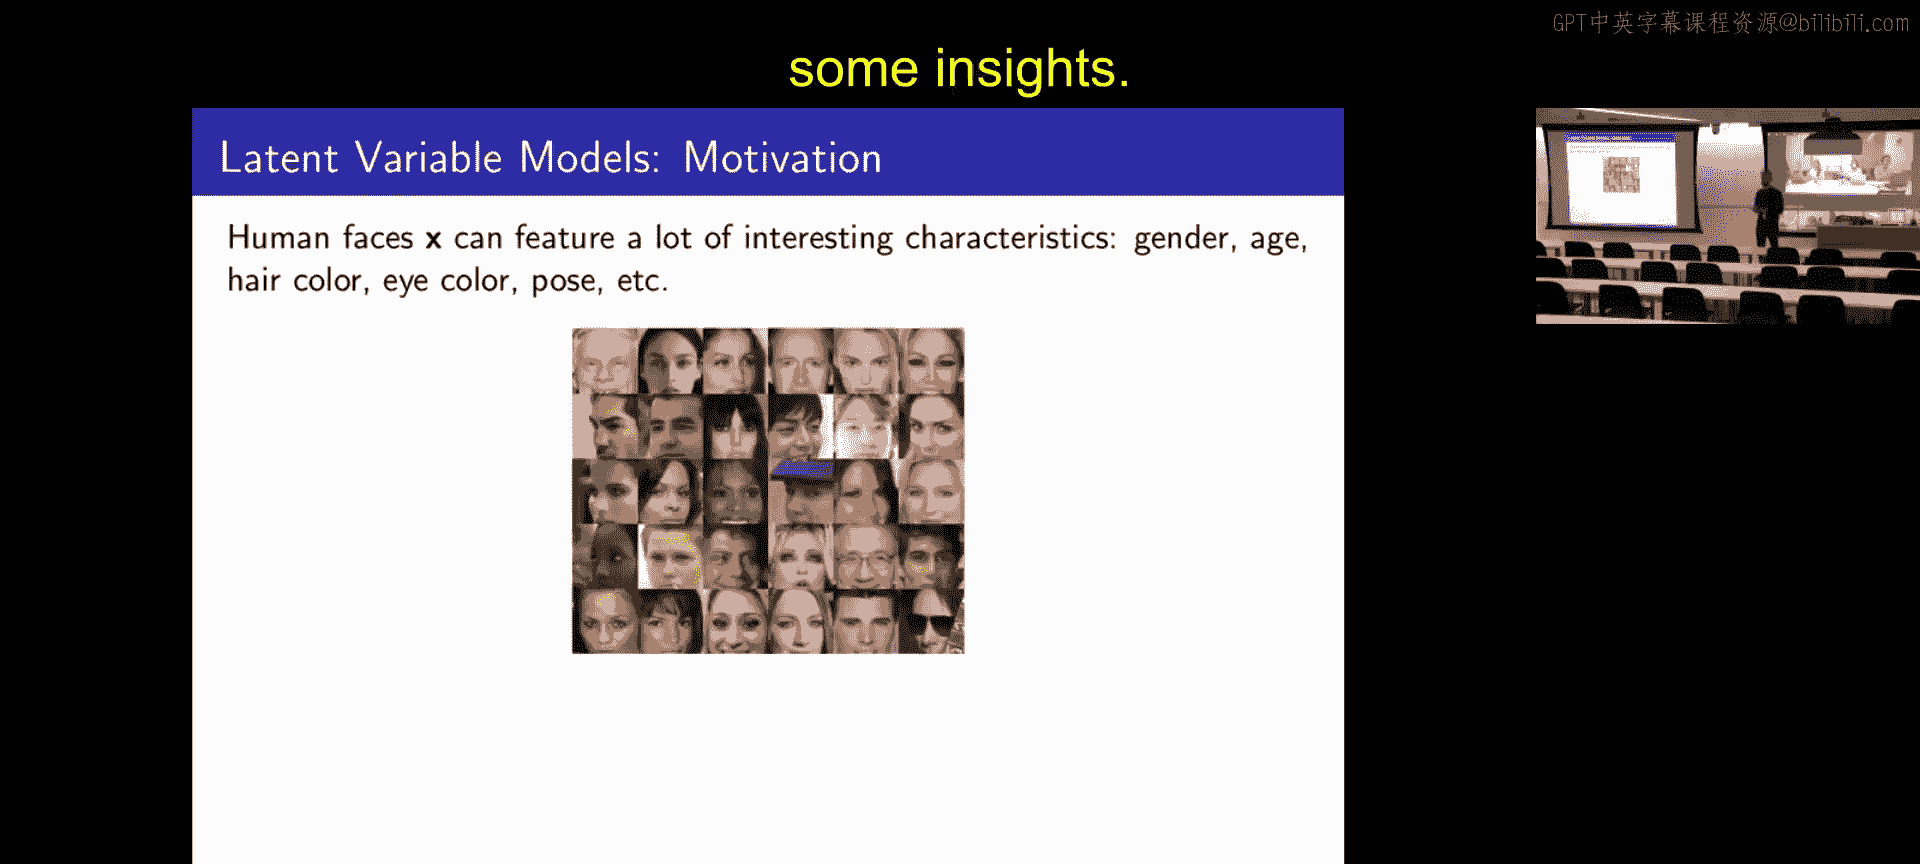 GPT中英字幕课程资源@bilibili.com
some insights.
Latent Variable Models: Motivation
Human faces x can feature a lot of interesting characteristics: gender, age,
hair color, eye color, pose, etc.